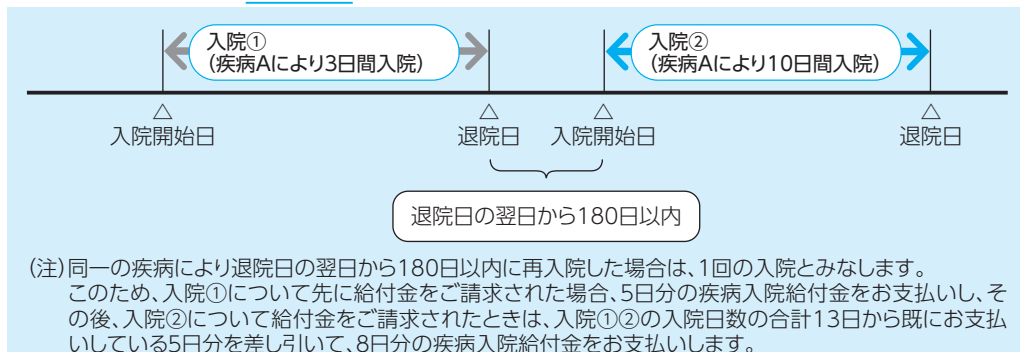 入院①
(疾病Aにより3日間入院)
入院②
(疾病Aにより10日間入院)
△
入院開始日
△
退院日
△
入院開始日
△
退院日
退院日の翌日から180日以内
(注)同一の疾病により退院日の翌日から180日以内に再入院した場合は、1回の入院とみなします。
このため、入院①について先に給付金をご請求された場合、5日分の疾病入院給付金をお支払いし、そ
の後、入院②について給付金をご請求されたときは、入院①②の入院日数の合計13日から既にお支払
いしている5日分を差し引いて、8日分の疾病入院給付金をお支払いします。